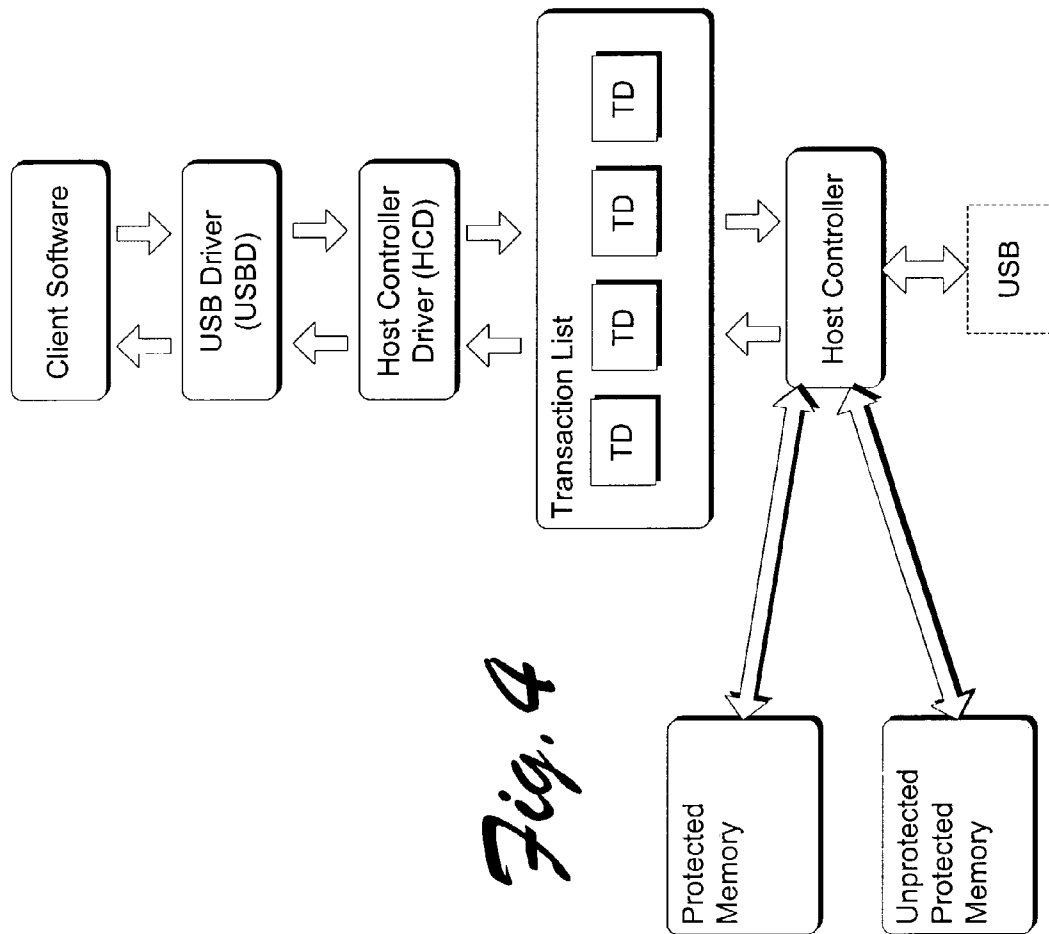 Client Software
USB Driver
(USBD)
Host Controller
Driver (HCD)
Transaction List
TD
TD
TD
TD
Host Controller
USB
Protected
Memory
Unprotected
Protected
Memory
Fig. 4